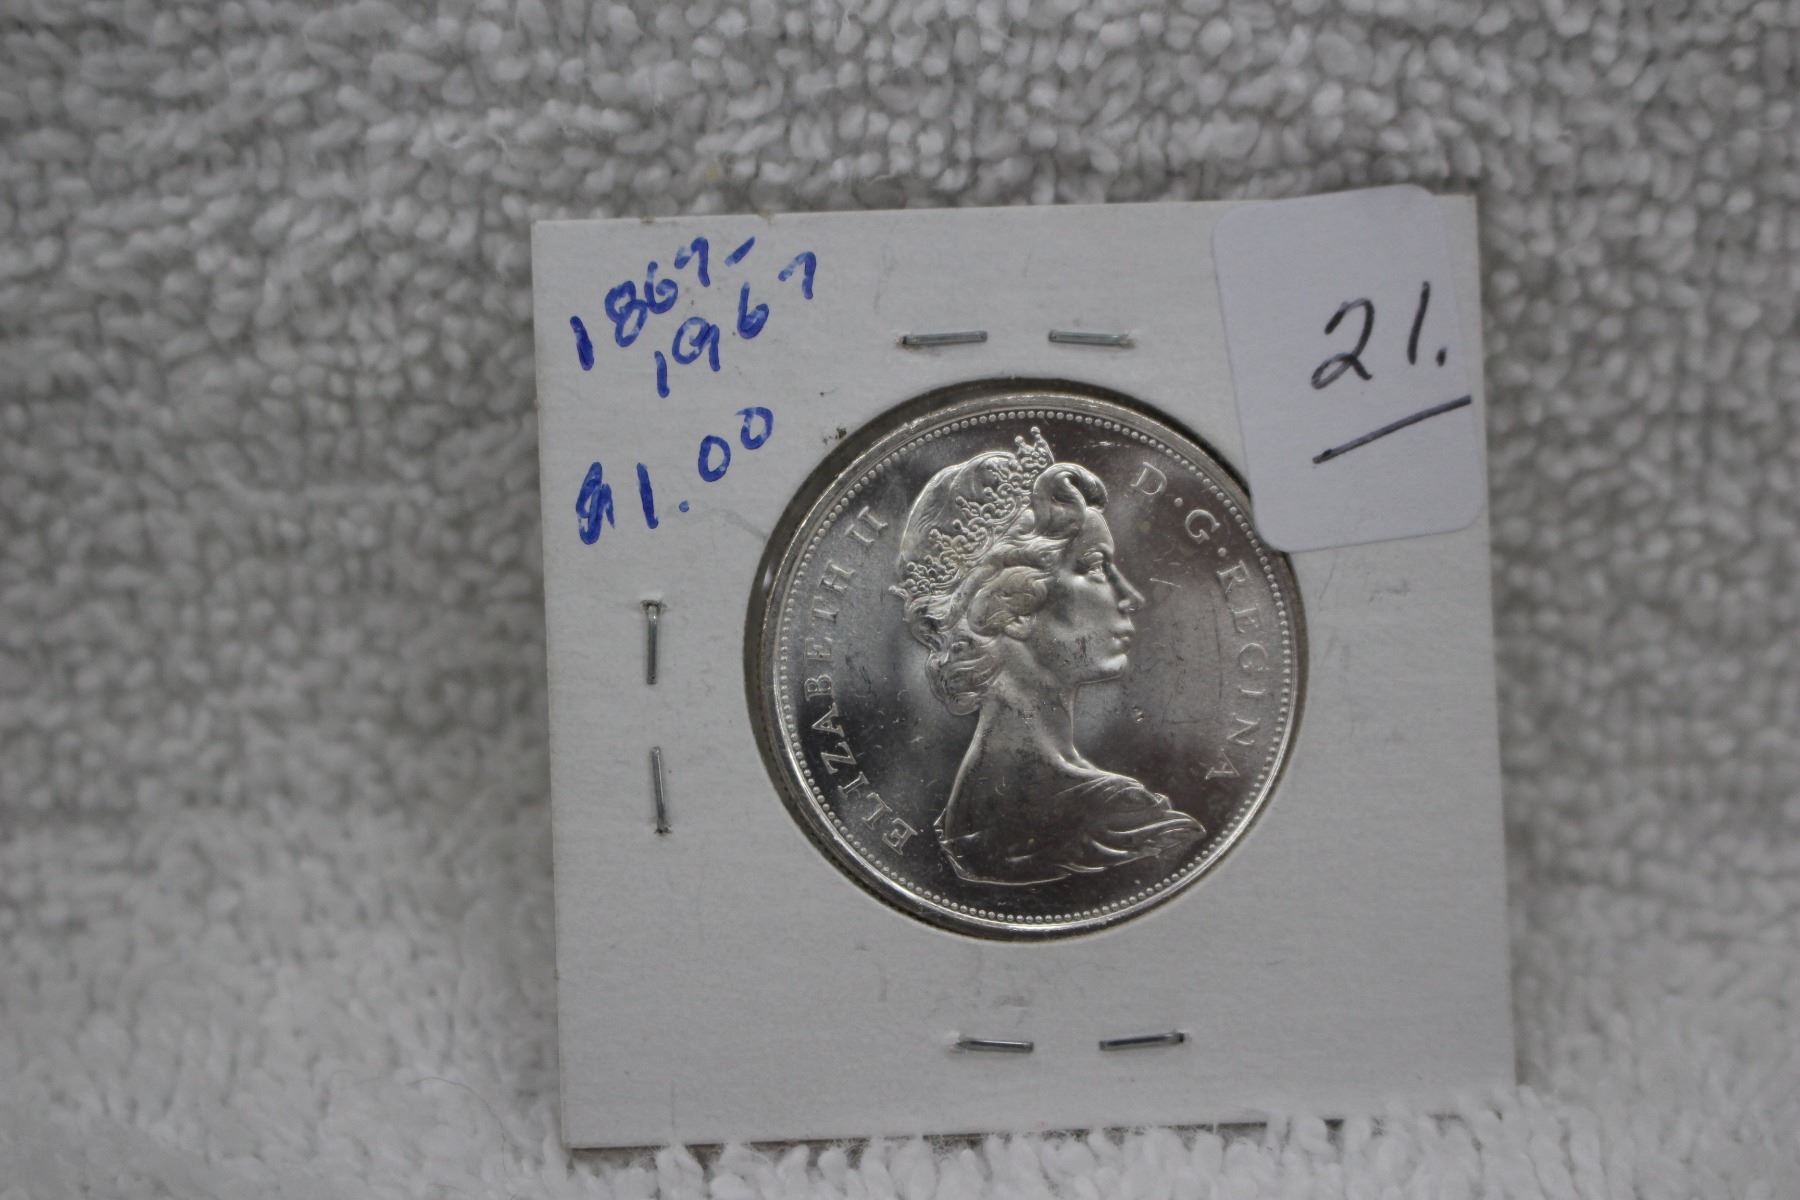 1867-
1967
$1.00
21.
ELIZABETH II D·G·REGINA